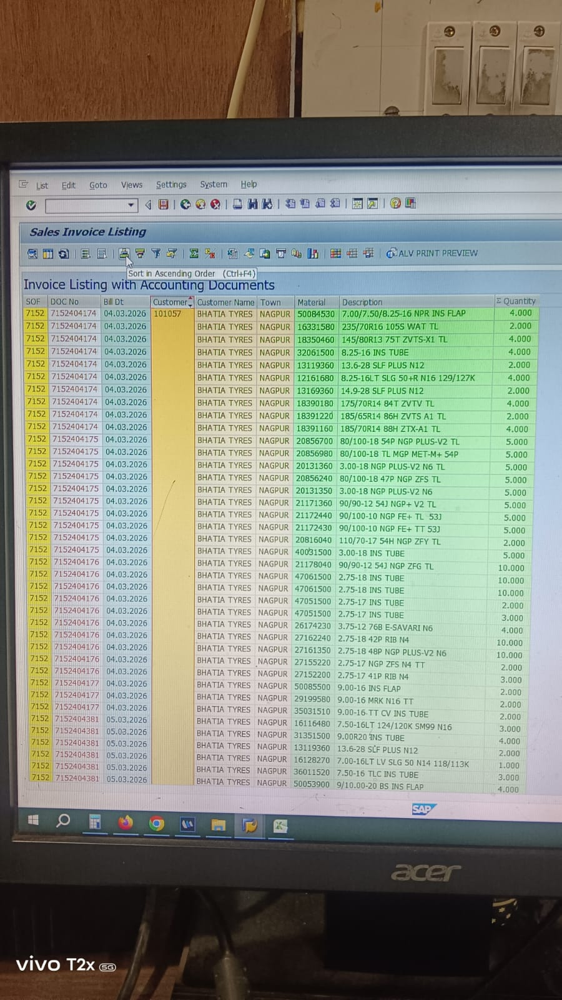 List Edit Goto Views Settings System Help
Sales Invoice Listing
ALV PRINT PREVIEW
Sort in Ascending Order (Ctrl+F4)
Invoice Listing with Accounting Documents
SOF DOC No Bill Dt Customer Customer Name Town Material Description Σ Quantity
7152 7152404174 04.03.2026 101057 BHATIA TYRES NAGPUR 50084530 7.00/7.50/8.25-16 NPR INS FLAP 4.000
7152 7152404174 04.03.2026 BHATIA TYRES NAGPUR 16331580 235/70R16 105S WAT TL 2.000
7152 7152404174 04.03.2026 BHATIA TYRES NAGPUR 18350460 145/80R13 75T ZVTS-X1 TL 4.000
7152 7152404174 04.03.2026 BHATIA TYRES NAGPUR 32061500 8.25-16 INS TUBE 4.000
7152 7152404174 04.03.2026 BHATIA TYRES NAGPUR 13119360 13.6-28 SLF PLUS N12 2.000
7152 7152404174 04.03.2026 BHATIA TYRES NAGPUR 12161680 8.25-16LT SLG 50+R N16 129/127K 4.000
7152 7152404174 04.03.2026 BHATIA TYRES NAGPUR 13169360 14.9-28 SLF PLUS N12 2.000
7152 7152404174 04.03.2026 BHATIA TYRES NAGPUR 18390180 175/70R14 84T ZVTV TL 4.000
7152 7152404174 04.03.2026 BHATIA TYRES NAGPUR 18391220 185/65R14 86H ZVTS A1 TL 2.000
7152 7152404174 04.03.2026 BHATIA TYRES NAGPUR 18391160 185/70R14 88H ZTX-A1 TL 4.000
7152 7152404175 04.03.2026 BHATIA TYRES NAGPUR 20856700 80/100-18 54P NGP PLUS-V2 TL 5.000
7152 7152404175 04.03.2026 BHATIA TYRES NAGPUR 20856980 80/100-18 TL MGP MET-M+ 54P 5.000
7152 7152404175 04.03.2026 BHATIA TYRES NAGPUR 20131360 3.00-18 NGP PLUS-V2 N6 TL 5.000
7152 7152404175 04.03.2026 BHATIA TYRES NAGPUR 20856240 80/100-18 47P NGP ZFS TL 5.000
7152 7152404175 04.03.2026 BHATIA TYRES NAGPUR 20131350 3.00-18 NGP PLUS-V2 N6 5.000
7152 7152404175 04.03.2026 BHATIA TYRES NAGPUR 21171360 90/90-12 54J NGP+ V2 TL 5.000
7152 7152404175 04.03.2026 BHATIA TYRES NAGPUR 21172440 90/100-10 NGP FE+ TL 53J 5.000
7152 7152404175 04.03.2026 BHATIA TYRES NAGPUR 21172430 90/100-10 NGP FE+ TT 53J 5.000
7152 7152404175 04.03.2026 BHATIA TYRES NAGPUR 20816040 110/70-17 54H NGP ZFY TL 2.000
7152 7152404175 04.03.2026 BHATIA TYRES NAGPUR 40031500 3.00-18 INS TUBE 5.000
7152 7152404176 04.03.2026 BHATIA TYRES NAGPUR 21178040 90/90-12 54J NGP ZFG TL 10.000
7152 7152404176 04.03.2026 BHATIA TYRES NAGPUR 47061500 2.75-18 INS TUBE 10.000
7152 7152404176 04.03.2026 BHATIA TYRES NAGPUR 47061500 2.75-18 INS TUBE 10.000
7152 7152404176 04.03.2026 BHATIA TYRES NAGPUR 47051500 2.75-17 INS TUBE 2.000
7152 7152404176 04.03.2026 BHATIA TYRES NAGPUR 47051500 2.75-17 INS TUBE 3.000
7152 7152404176 04.03.2026 BHATIA TYRES NAGPUR 26174230 3.75-12 76B E-SAVARI N6 4.000
7152 7152404176 04.03.2026 BHATIA TYRES NAGPUR 27162240 2.75-18 42P RIB N4 10.000
7152 7152404176 04.03.2026 BHATIA TYRES NAGPUR 27161350 2.75-18 48P NGP PLUS-V2 N6 10.000
7152 7152404176 04.03.2026 BHATIA TYRES NAGPUR 27155220 2.75-17 NGP ZFS N4 TT 2.000
7152 7152404176 04.03.2026 BHATIA TYRES NAGPUR 27152200 2.75-17 41P RIB N4 3.000
7152 7152404177 04.03.2026 BHATIA TYRES NAGPUR 50085500 9.00-16 INS FLAP 2.000
7152 7152404177 04.03.2026 BHATIA TYRES NAGPUR 29199580 9.00-16 MRK N16 TT 2.000
7152 7152404177 04.03.2026 BHATIA TYRES NAGPUR 35031510 9.00-16-TT CV INS TUBE 2.000
7152 7152404381 05.03.2026 BHATIA TYRES NAGPUR 16116480 7.50-16LT 124/120K SM99 N16 3.000
7152 7152404381 05.03.2026 BHATIA TYRES NAGPUR 31351500 9.00R20 INS TUBE 4.000
7152 7152404381 05.03.2026 BHATIA TYRES NAGPUR 13119360 13.6-28 SLF PLUS N12 2.000
7152 7152404381 05.03.2026 BHATIA TYRES NAGPUR 16128270 7.00-16LT LV SLG 50 N14 118/113K 1.000
7152 7152404381 05.03.2026 BHATIA TYRES NAGPUR 36011520 7.50-16 TLC INS TUBE 3.000
7152 7152404381 05.03.2026 BHATIA TYRES NAGPUR 50053900 9/10.00-20 BS INS FLAP 4.000
SAP
acer
vivo T2x 5G